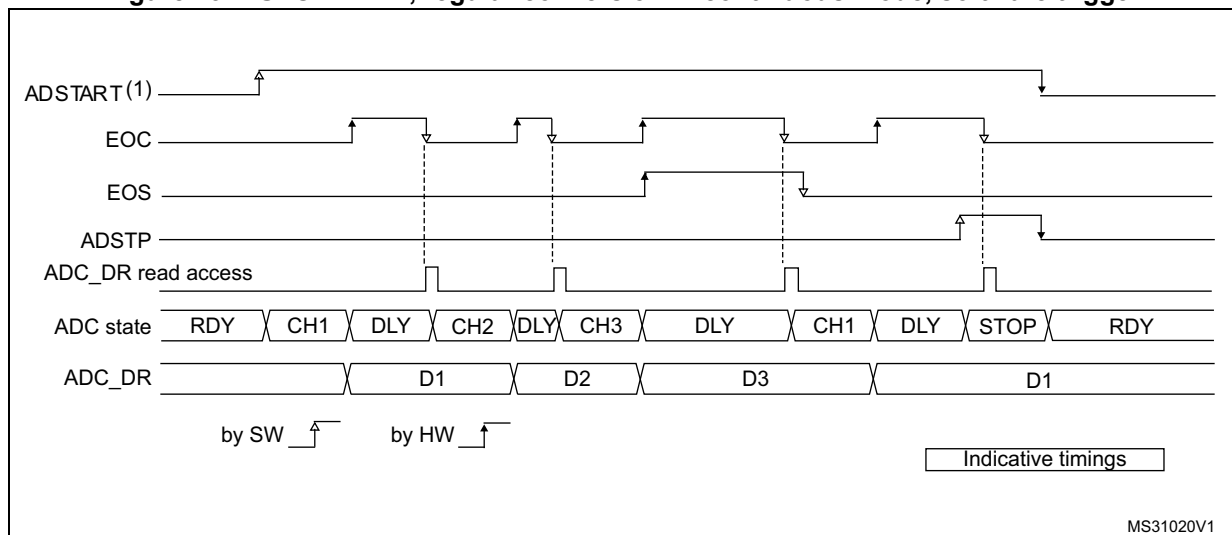 ADSTART(1)
EOC
EOS
ADSTP
ADC_DR read access
ADC state RDY CH1 DLY CH2 DLY CH3 DLY CH1 DLY STOP RDY
ADC_DR D1 D2 D3 D1
by SW by HW
Indicative timings
MS31020V1